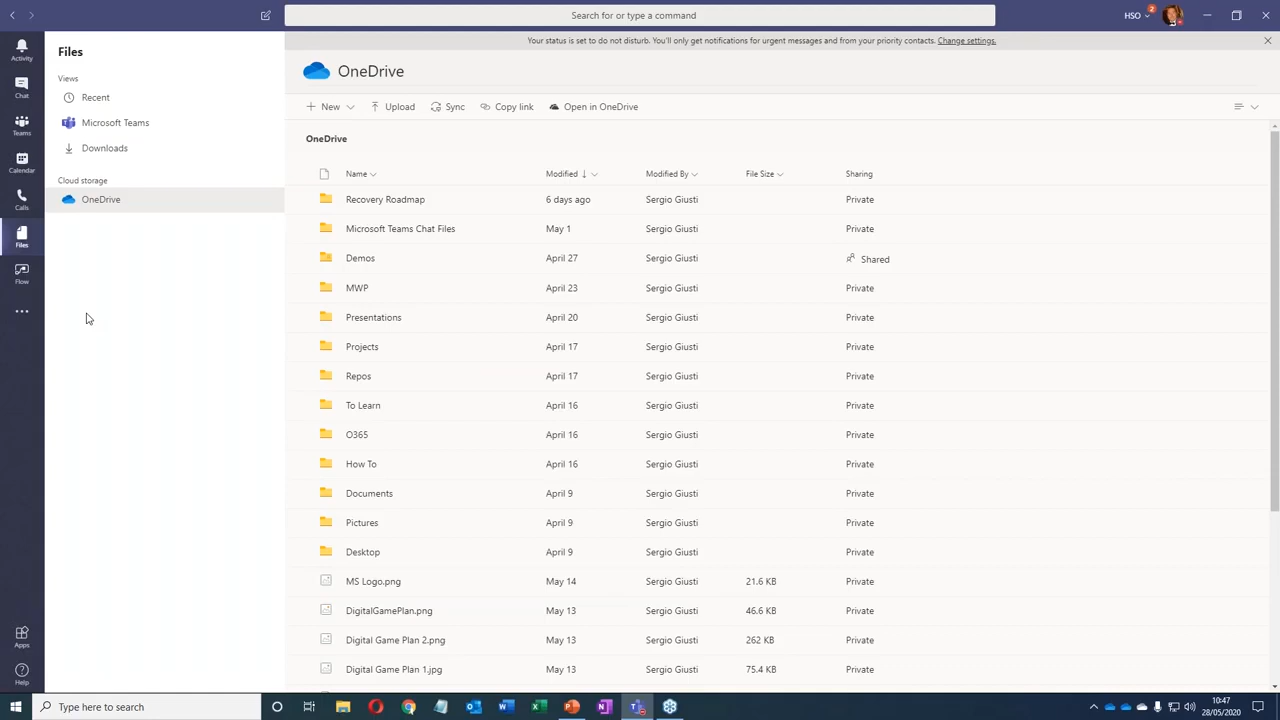 Search for or type a command
HSO
2
Your status is set to do not disturb. You'll only get notifications for urgent messages and from your priority contacts. Change settings.
Activity
Chat
Teams
Calendar
Calls
Files
Flow
Apps
Help
Files
Views
Recent
Microsoft Teams
Downloads
Cloud storage
OneDrive
OneDrive
New
Upload
Sync
Copy link
Open in OneDrive
OneDrive
Name Modified Modified By File Size Sharing
Recovery Roadmap 6 days ago Sergio Giusti Private
Microsoft Teams Chat Files May 1 Sergio Giusti Private
Demos April 27 Sergio Giusti Shared
MWP April 23 Sergio Giusti Private
Presentations April 20 Sergio Giusti Private
Projects April 17 Sergio Giusti Private
Repos April 17 Sergio Giusti Private
To Learn April 16 Sergio Giusti Private
O365 April 16 Sergio Giusti Private
How To April 16 Sergio Giusti Private
Documents April 9 Sergio Giusti Private
Pictures April 9 Sergio Giusti Private
Desktop April 9 Sergio Giusti Private
MS Logo.png May 14 Sergio Giusti 21.6 KB Private
DigitalGamePlan.png May 13 Sergio Giusti 46.6 KB Private
Digital Game Plan 2.png May 13 Sergio Giusti 262 KB Private
Digital Game Plan 1.jpg May 13 Sergio Giusti 75.4 KB Private
Type here to search
10:47
28/05/2020